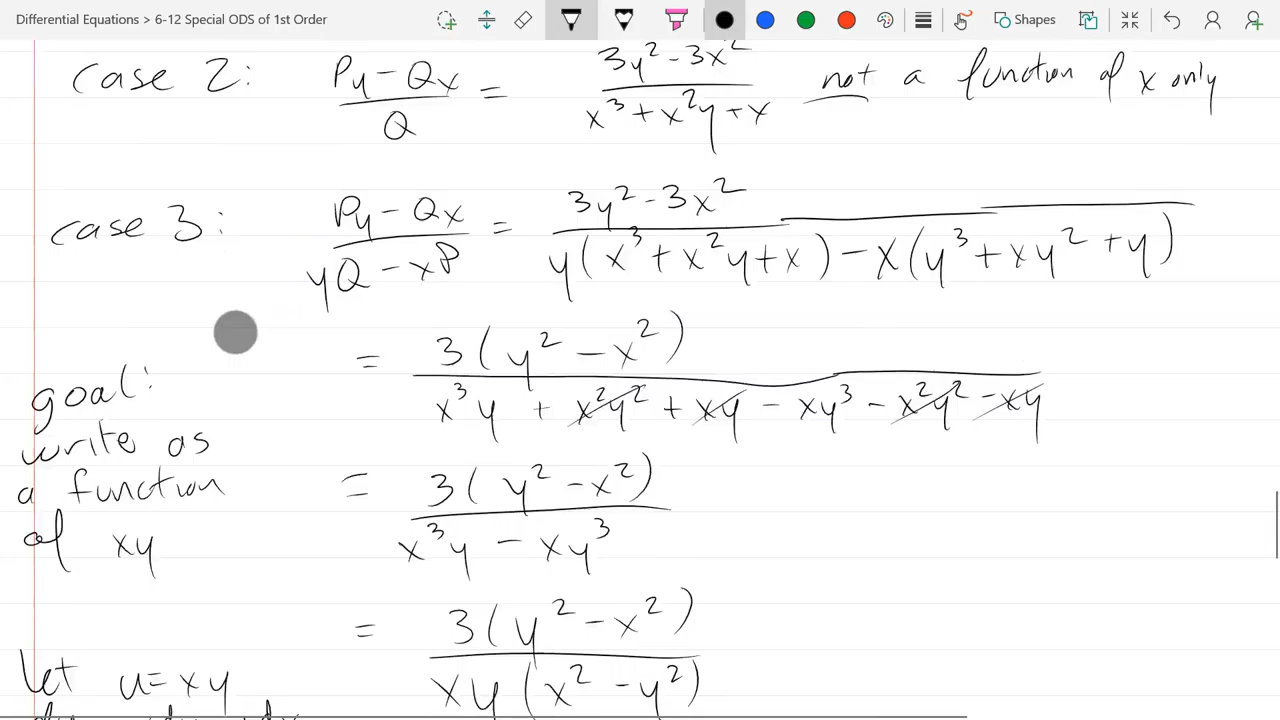 Differential Equations > 6-12 Special ODS of 1st Order
Shapes
case 2: (Py - Qx)/Q = (3y² - 3x²)/(x³ + x²y + x) not a function of x only
case 3: (Py - Qx)/(yQ - xP) = (3y² - 3x²)/(y(x³ + x²y + x) - x(y³ + xy² + y))
= 3(y² - x²)/(x³y + x²y² + xy - xy³ - x²y² - xy)
goal:
write as
a function
of xy
= 3(y² - x²)/(x³y - xy³)
= 3(y² - x²)/(xy(x² - y²))
Let u = xy